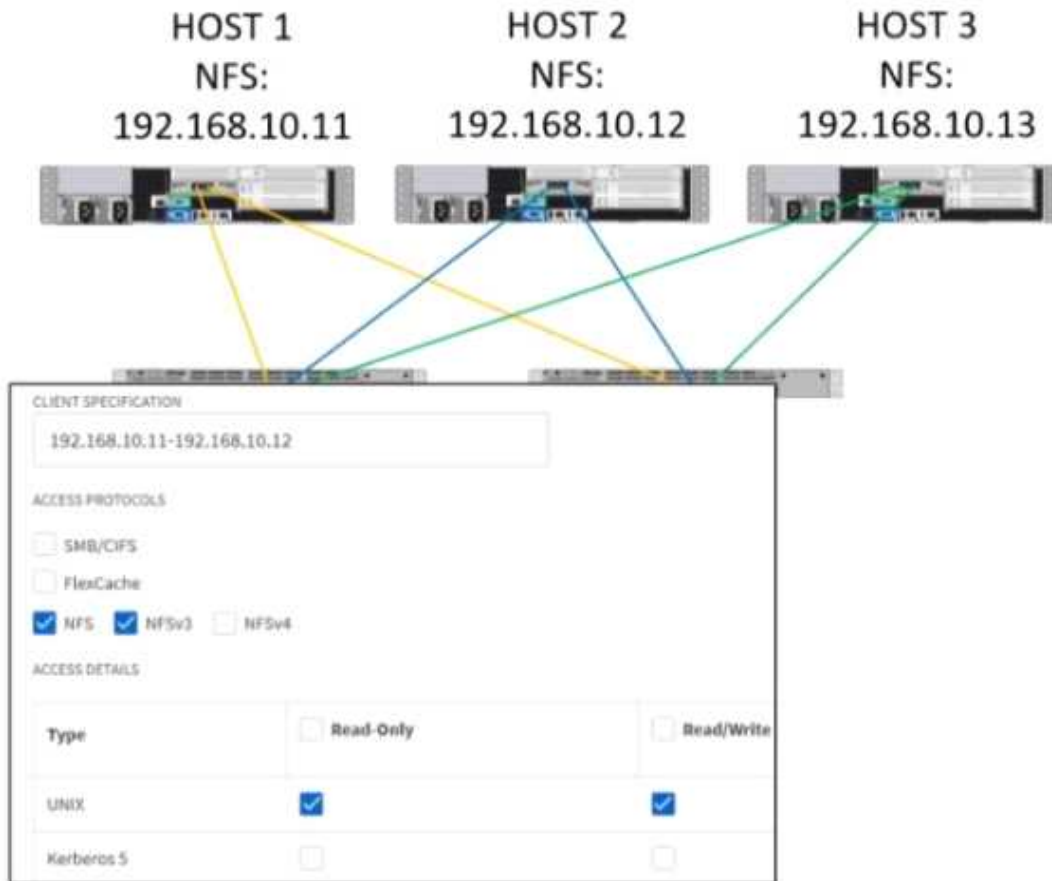 HOST 1
NFS:
192.168.10.11
HOST 2
NFS:
192.168.10.12
HOST 3
NFS:
192.168.10.13
CLIENT SPECIFICATION
192.168.10.11-192.168.10.12
ACCESS PROTOCOLS
SMB/CIFS
FlexCache
NFS NFSv3 NFSv4
ACCESS DETAILS
Type Read-Only Read/Write
UNIX
Kerberos 5